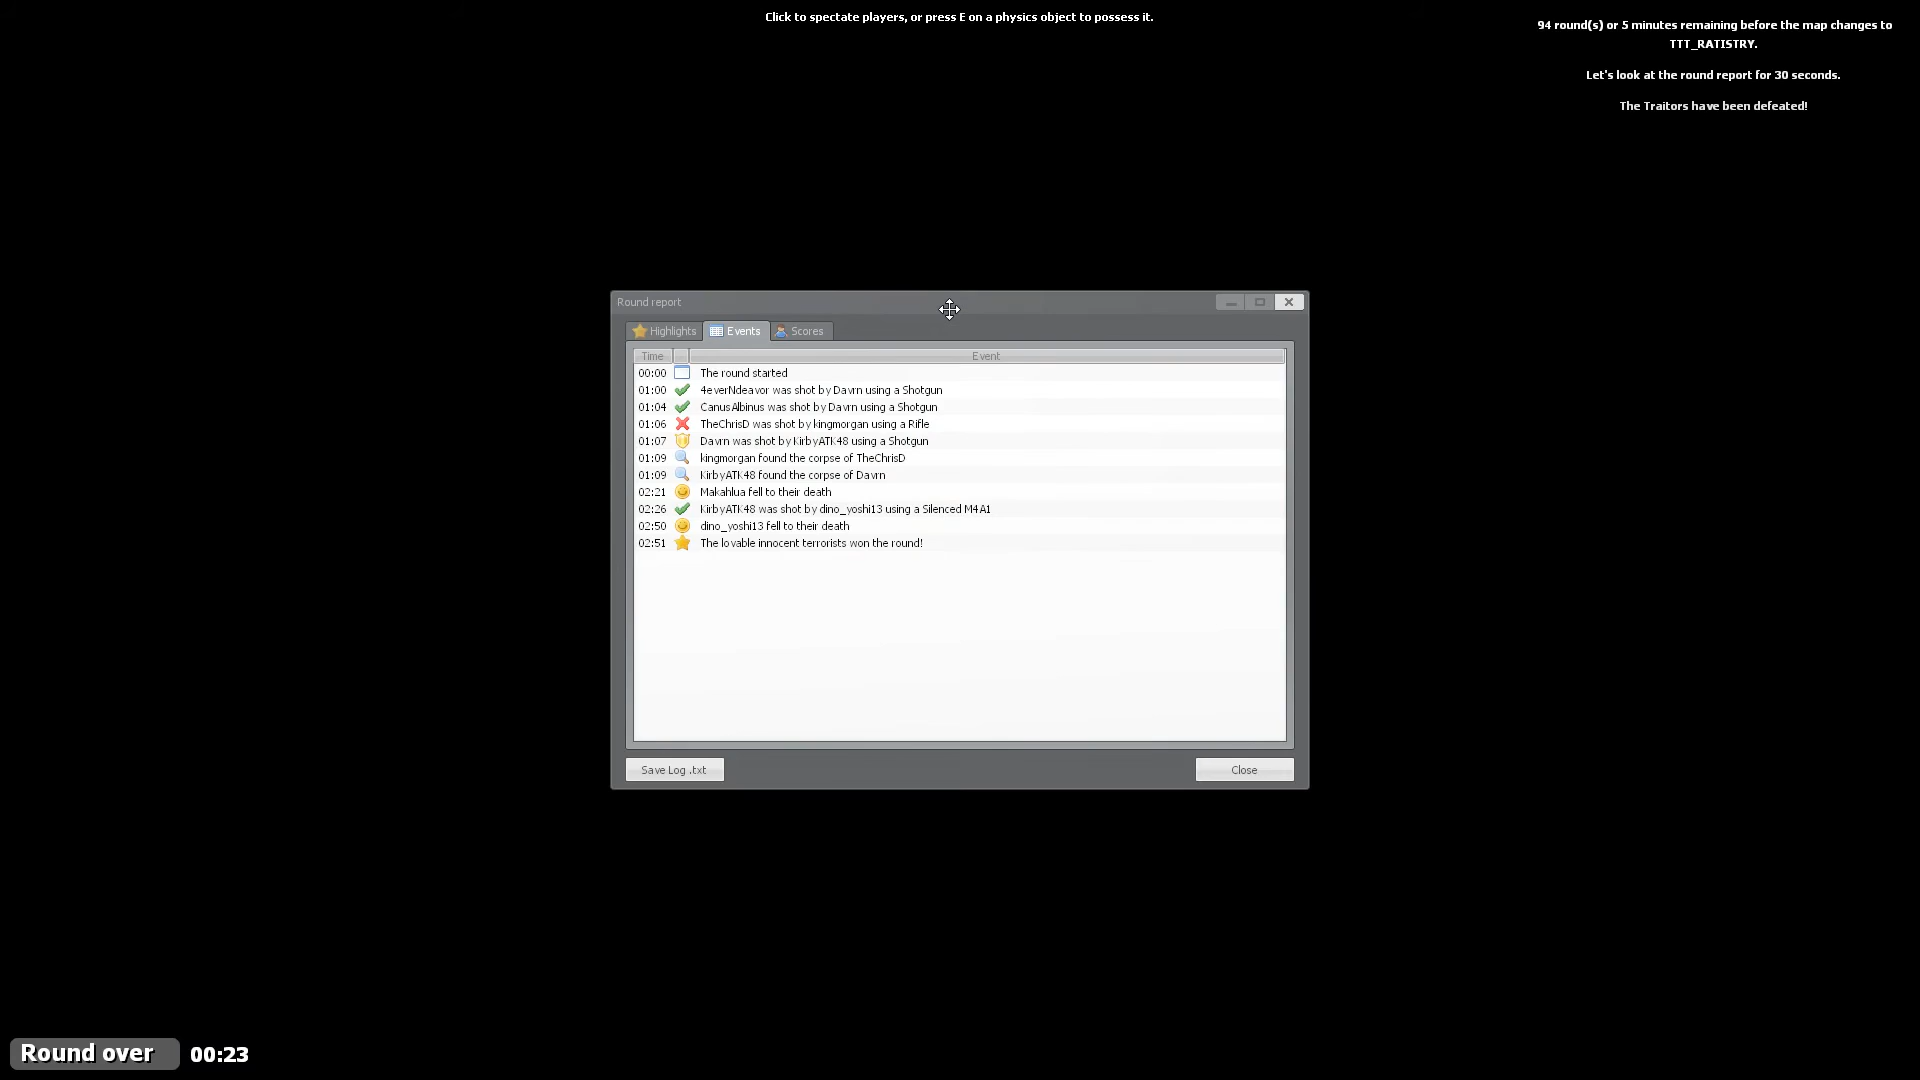 Click to spectate players, or press E on a physics object to possess it.
94 round(s) or 5 minutes remaining before the map changes to
TTT_RATISTRY.
Let's look at the round report for 30 seconds.
The Traitors have been defeated!
Round report
Highlights Events Scores
Time Event
00:00 The round started
01:00 4everNdeavor was shot by Davrn using a Shotgun
01:04 CanusAlbinus was shot by Davrn using a Shotgun
01:06 TheChrisD was shot by kingmorgan using a Rifle
01:07 Davrn was shot by KirbyATK48 using a Shotgun
01:09 kingmorgan found the corpse of TheChrisD
01:09 KirbyATK48 found the corpse of Davrn
02:21 Makahlua fell to their death
02:26 KirbyATK48 was shot by dino_yoshi13 using a Silenced M4A1
02:50 dino_yoshi13 fell to their death
02:51 The lovable innocent terrorists won the round!
Save Log .txt Close
Round over 00:23